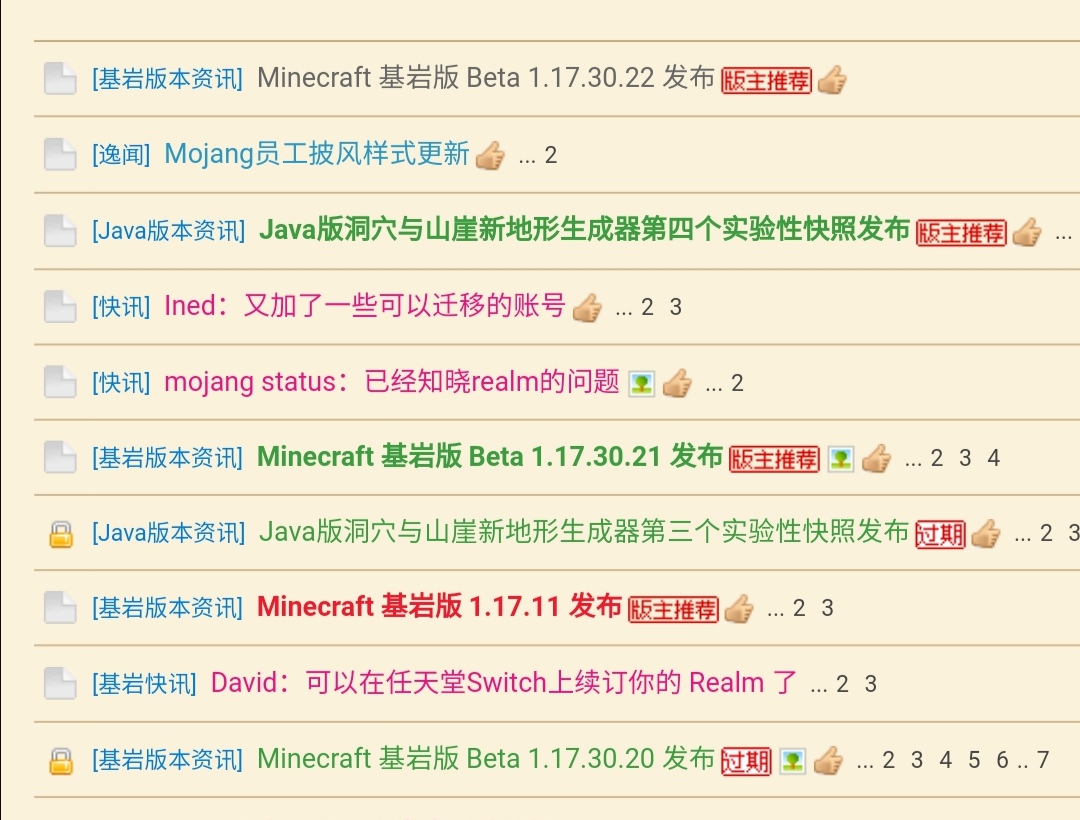 [基岩版本资讯] Minecraft 基岩版 Beta 1.17.30.22 发布 版主推荐
[逸闻] Mojang员工披风样式更新 ... 2
[Java版本资讯] Java版洞穴与山崖新地形生成器第四个实验性快照发布 版主推荐 ...
[快讯] Ined：又加了一些可以迁移的账号 ... 2 3
[快讯] mojang status：已经知晓realm的问题 ... 2
[基岩版本资讯] Minecraft 基岩版 Beta 1.17.30.21 发布 版主推荐 ... 2 3 4
[Java版本资讯] Java版洞穴与山崖新地形生成器第三个实验性快照发布 过期 ... 2 3
[基岩版本资讯] Minecraft 基岩版 1.17.11 发布 版主推荐 ... 2 3
[基岩快讯] David：可以在任天堂Switch上续订你的 Realm 了 ... 2 3
[基岩版本资讯] Minecraft 基岩版 Beta 1.17.30.20 发布 过期 ... 2 3 4 5 6 .. 7